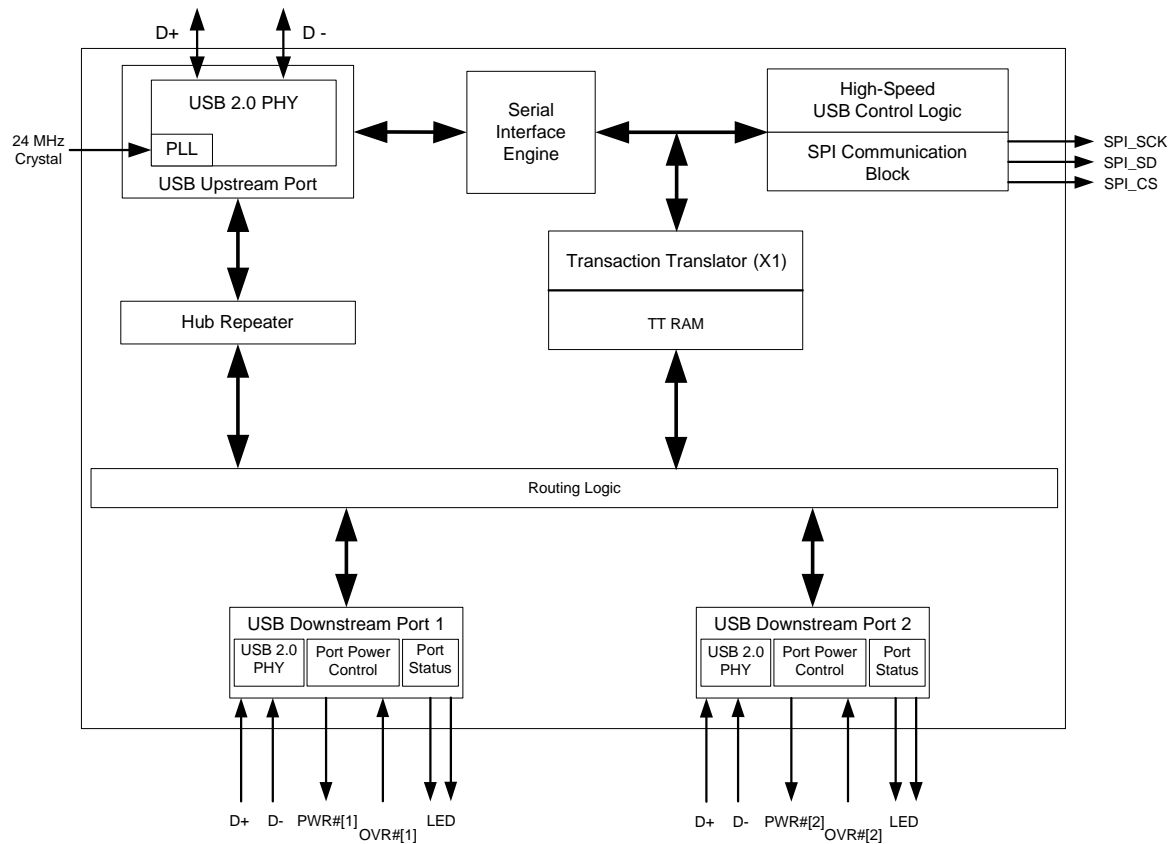 D+
D -
USB 2.0 PHY
PLL
USB Upstream Port
24 MHz
Crystal
Serial
Interface
Engine
High-Speed
USB Control Logic
SPI Communication
Block
SPI_SCK
SPI_SD
SPI_CS
Transaction Translator (X1)
TT RAM
Hub Repeater
Routing Logic
USB Downstream Port 1
USB 2.0
PHY
Port Power
Control
Port
Status
USB Downstream Port 2
USB 2.0
PHY
Port Power
Control
Port
Status
D+
D-
PWR#[1]
OVR#[1]
LED
D+
D-
PWR#[2]
OVR#[2]
LED